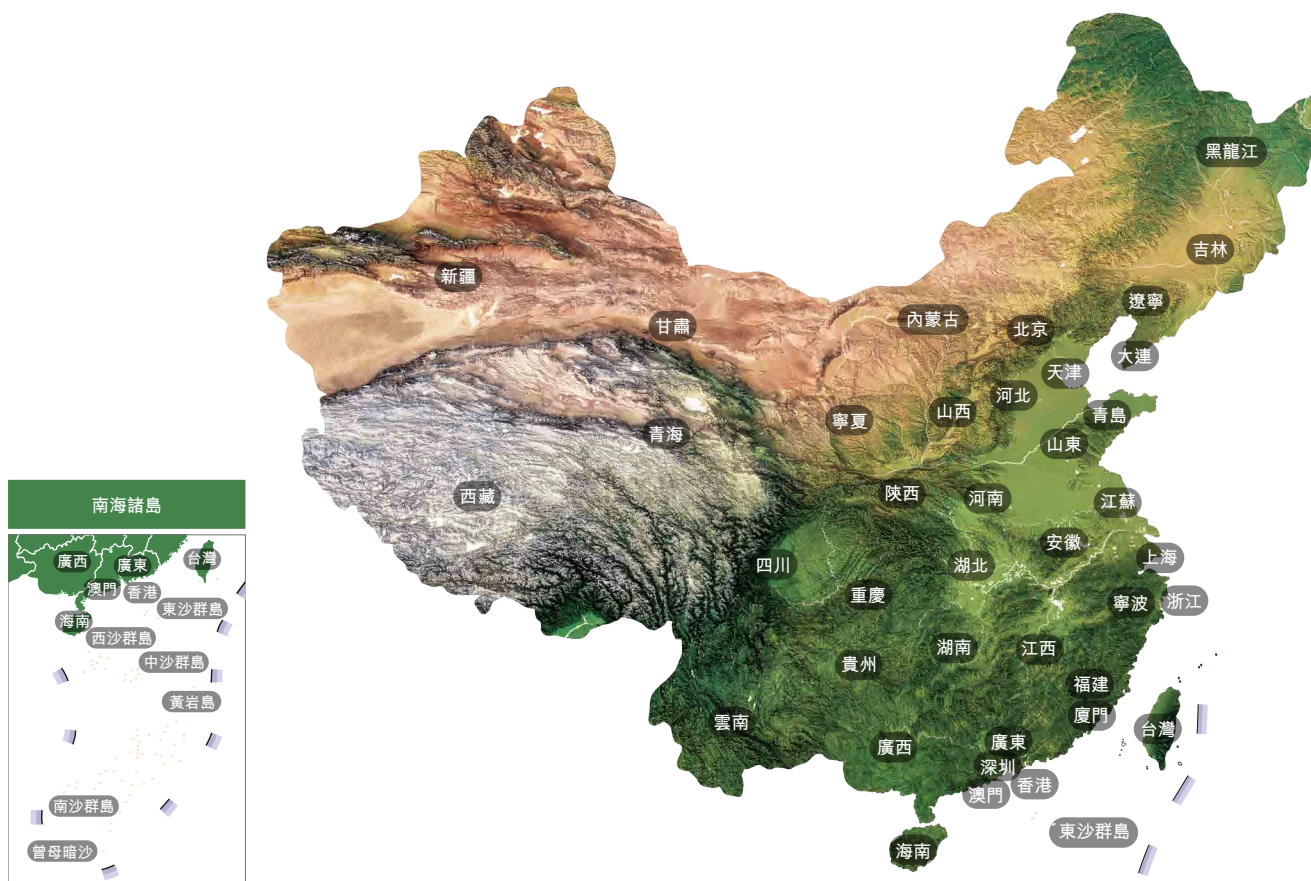 黑龍江
吉林
新疆
遼寧
內蒙古
甘肅
北京
大連
天津
河北
山西
青島
寧夏
青海
山東
西藏
陝西
河南
江蘇
安徽
上海
四川
湖北
重慶
寧波
浙江
湖南
江西
貴州
福建
廈門
雲南
台灣
廣西
廣東
深圳
香港
澳門
東沙群島
海南
南海諸島
台灣
廣西
廣東
澳門
香港
東沙群島
海南
西沙群島
中沙群島
黃岩島
南沙群島
曾母暗沙